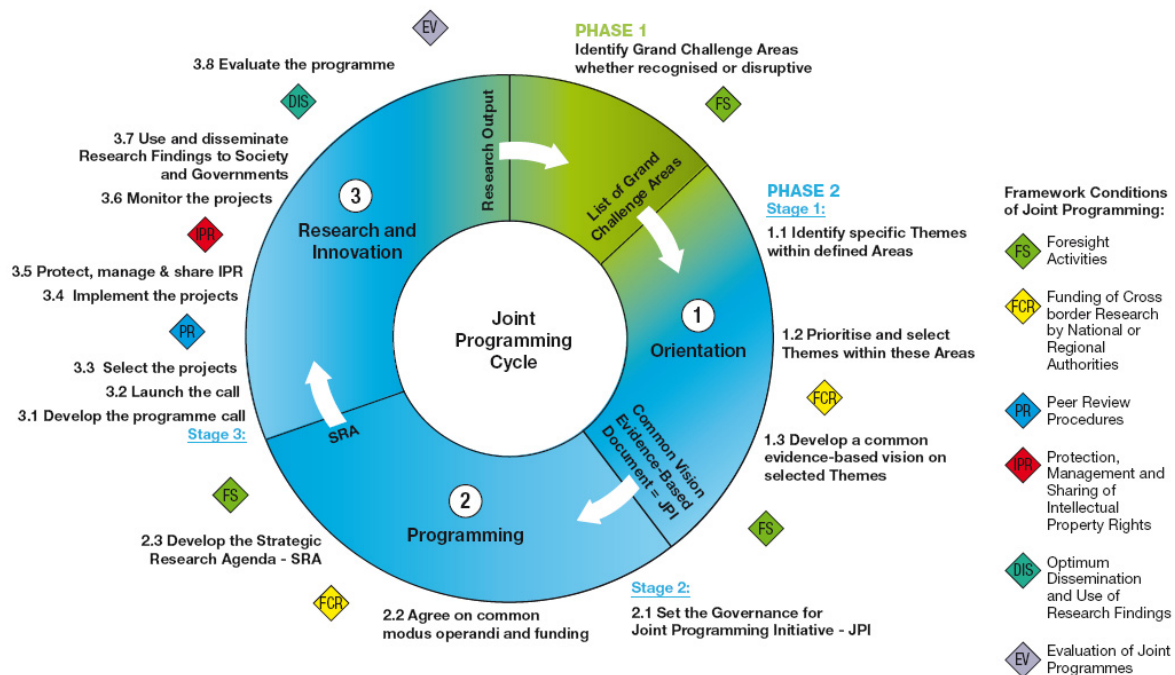 PHASE 1
Identify Grand Challenge Areas
whether recognised or disruptive
FS
List of Grand
Challenge Areas
PHASE 2
Stage 1:
1.1 Identify specific Themes
within defined Areas
1
Orientation
1.2 Prioritise and select
Themes within these Areas
FCR
1.3 Develop a common
evidence-based vision on
selected Themes
FS
Common Vision
Evidence-Based
Document = JPI
Stage 2:
2.1 Set the Governance for
Joint Programming Initiative - JPI
2
Programming
2.2 Agree on common
modus operandi and funding
FCR
2.3 Develop the Strategic
Research Agenda - SRA
FS
SRA
Stage 3:
3.1 Develop the programme call
3.2 Launch the call
3.3 Select the projects
PR
3.4 Implement the projects
3.5 Protect, manage & share IPR
IPR
3.6 Monitor the projects
3.7 Use and disseminate
Research Findings to Society
and Governments
DIS
3.8 Evaluate the programme
EV
3
Research and
Innovation
Research Output
Joint
Programming
Cycle
Framework Conditions
of Joint Programming:
FS
Foresight
Activities
FCR
Funding of Cross
border Research
by National or
Regional
Authorities
PR
Peer Review
Procedures
IPR
Protection,
Management and
Sharing of
Intellectual
Property Rights
DIS
Optimum
Dissemination
and Use of
Research Findings
EV
Evaluation of Joint
Programmes